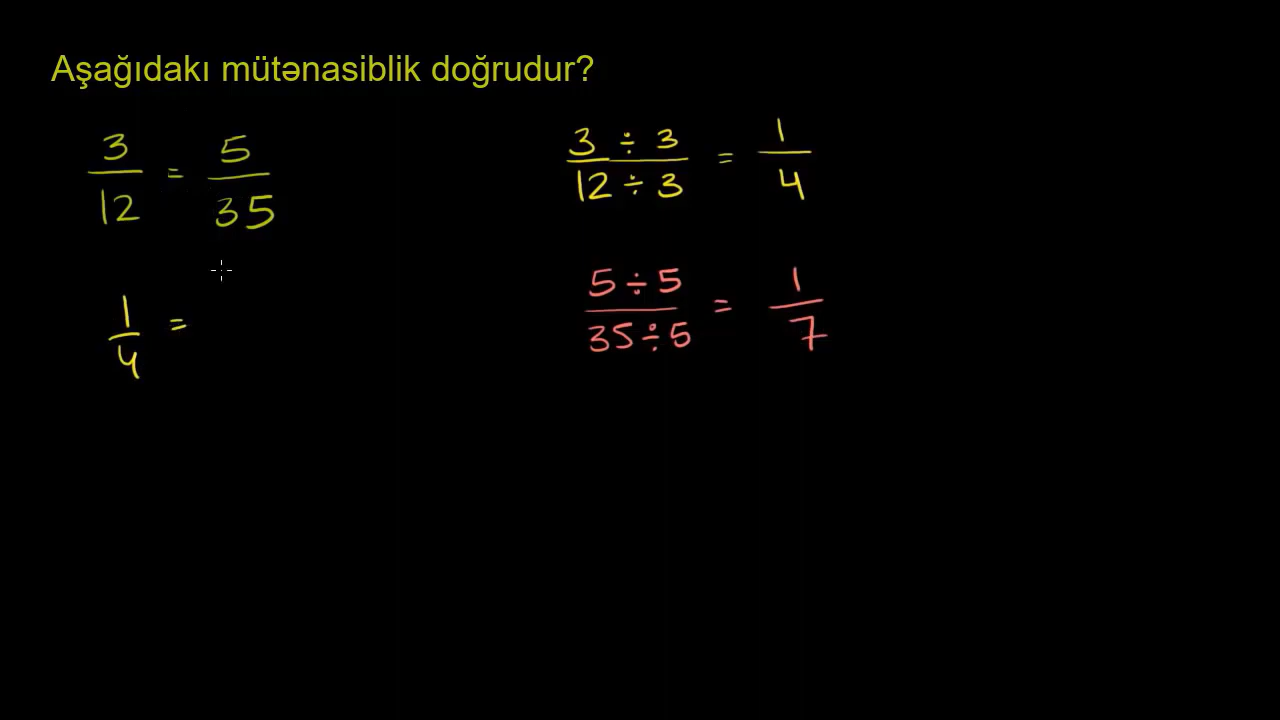 Aşağıdakı mütənasiblik doğrudur?
3/12 = 5/35
3 ÷ 3 / 12 ÷ 3 = 1/4
5 ÷ 5 / 35 ÷ 5 = 1/7
1/4 =